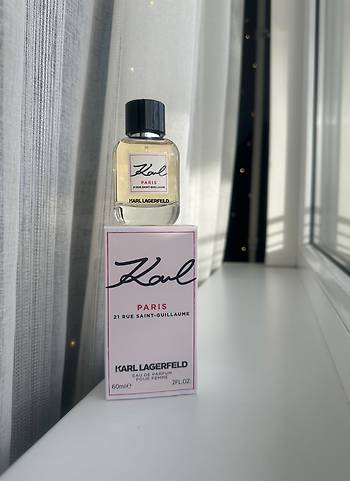 Karl
PARIS
21 RUE SAINT-GUILLAUME
KARL LAGERFELD
Karl
PARIS
21 RUE SAINT-GUILLAUME
KARL LAGERFELD
EAU DE PARFUM
POUR FEMME
60ml℮ 2FL.OZ.